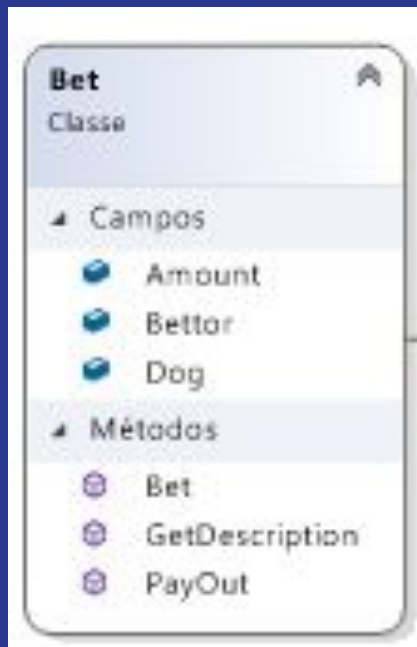 Bet
Classe
Campos
Amount
Bettor
Dog
Métodos
Bet
GetDescription
PayOut